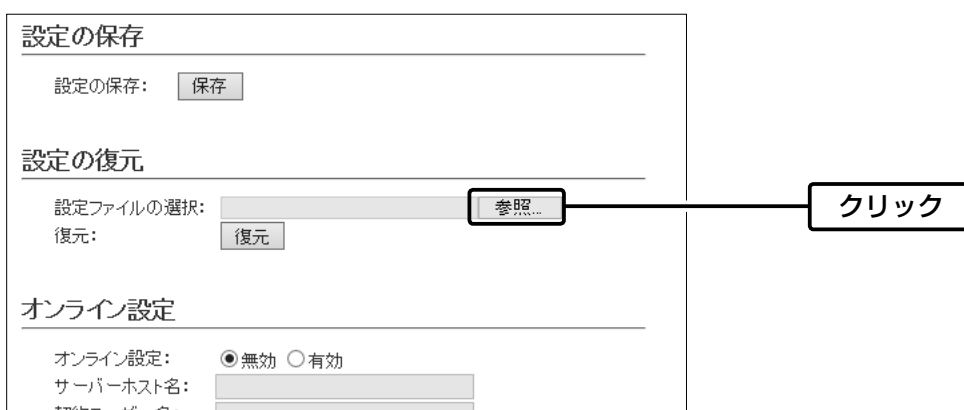 設定の保存
設定の保存: 保存
設定の復元
設定ファイルの選択: 参照...
クリック
復元: 復元
オンライン設定
オンライン設定: 無効 有効
サーバーホスト名: